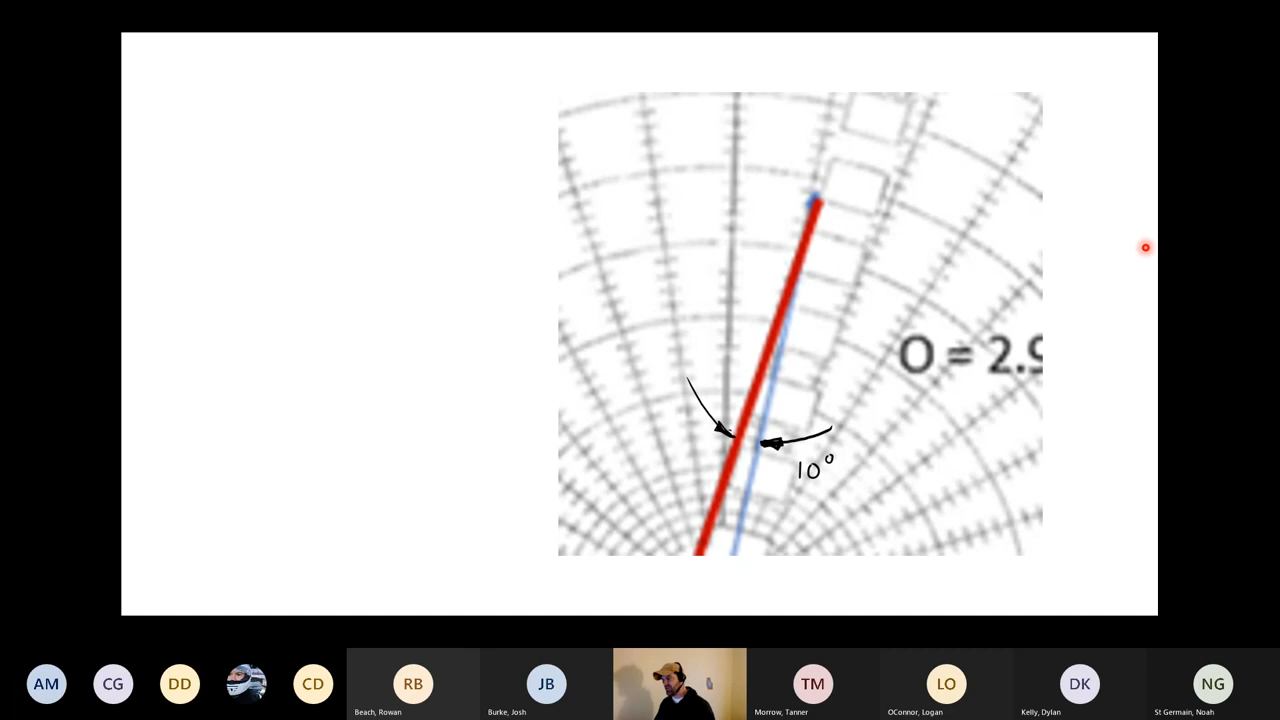 O = 2.9
10°
AM
CG
DD
CD
RB
JB
TM
LO
DK
NG
Beach, Rowan
Burke, Josh
Morrow, Tanner
OConnor, Logan
Kelly, Dylan
St Germain, Noah